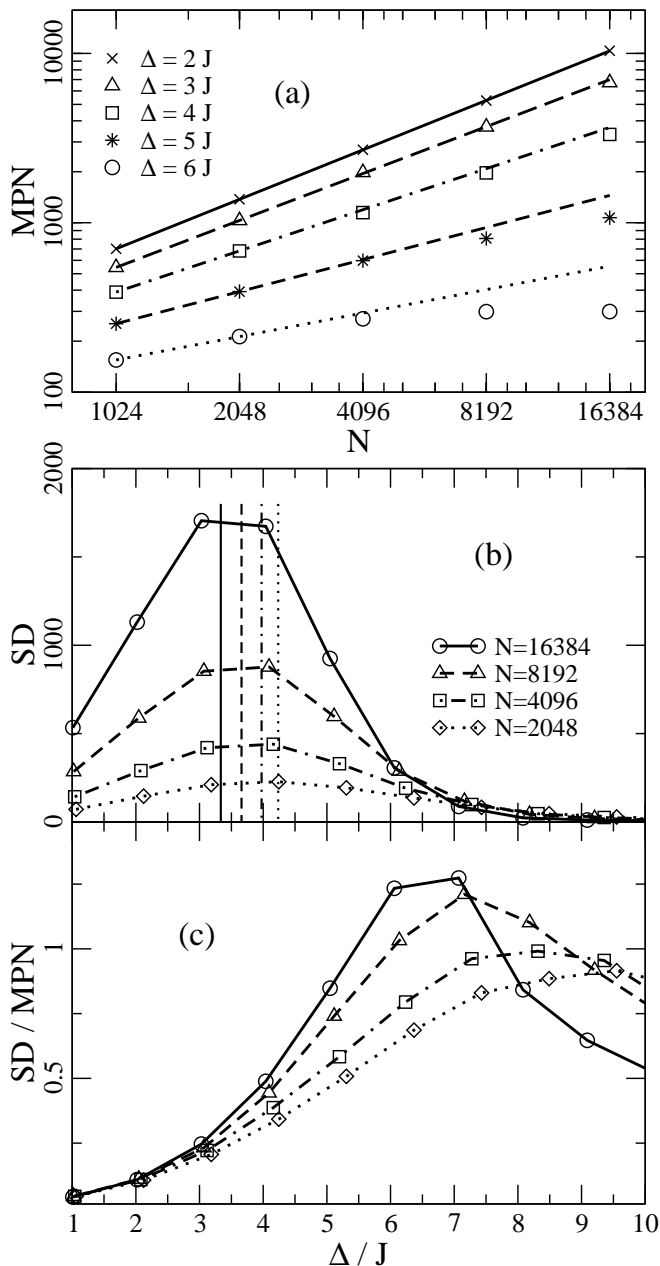 10000
1000
100
MPN
× Δ = 2 J
△ Δ = 3 J
□ Δ = 4 J
∗ Δ = 5 J
○ Δ = 6 J
(a)
1024 2048 4096 8192 16384
N
2000
1000
0
SD
(b)
N=16384
N=8192
N=4096
N=2048
1
0.5
SD / MPN
(c)
1 2 3 4 5 6 7 8 9 10
Δ / J